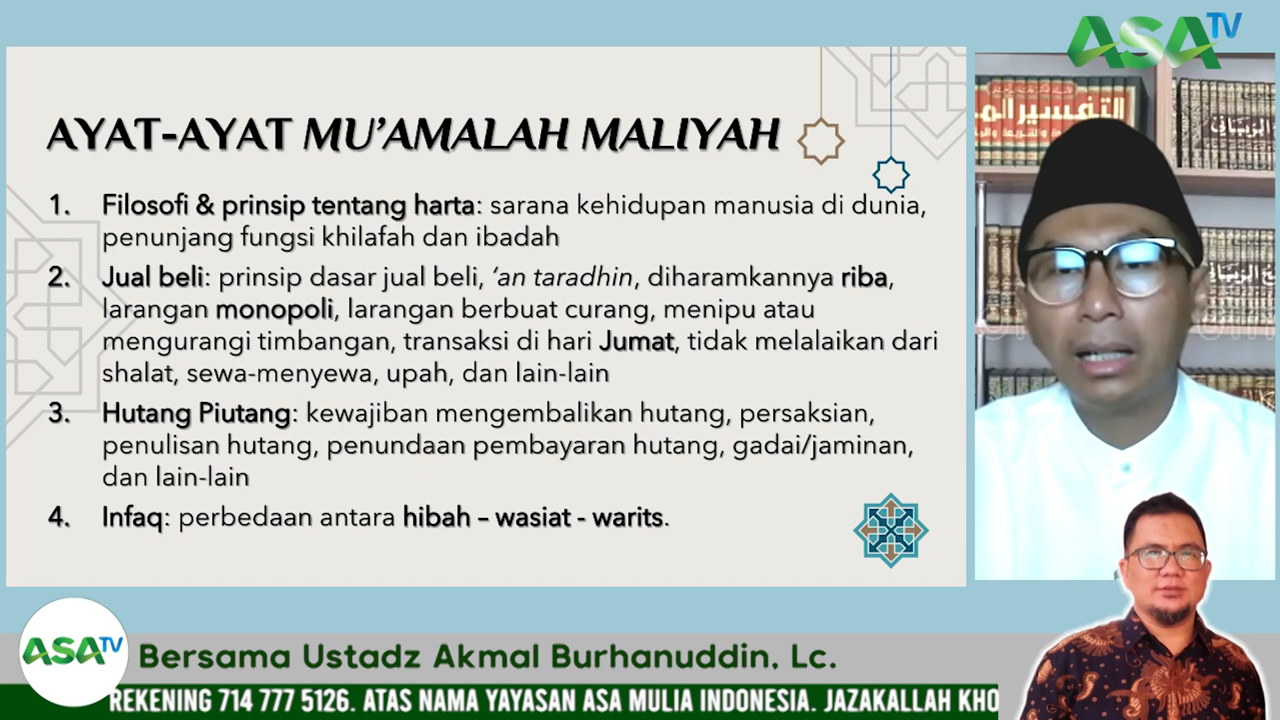 ASA TV
AYAT-AYAT MU’AMALAH MALIYAH
1. Filosofi & prinsip tentang harta: sarana kehidupan manusia di dunia,
penunjang fungsi khilafah dan ibadah
2. Jual beli: prinsip dasar jual beli, ‘an taradhin, diharamkannya riba,
larangan monopoli, larangan berbuat curang, menipu atau
mengurangi timbangan, transaksi di hari Jumat, tidak melalaikan dari
shalat, sewa-menyewa, upah, dan lain-lain
3. Hutang Piutang: kewajiban mengembalikan hutang, persaksian,
penulisan hutang, penundaan pembayaran hutang, gadai/jaminan,
dan lain-lain
4. Infaq: perbedaan antara hibah – wasiat - warits.
ASA TV
Bersama Ustadz Akmal Burhanuddin, Lc.
REKENING 714 777 5126. ATAS NAMA YAYASAN ASA MULIA INDONESIA. JAZAKALLAH KHO